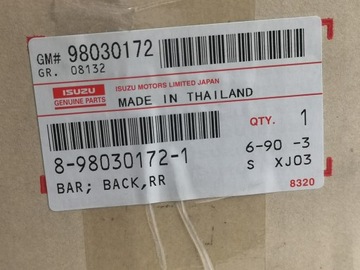 GM# 98030172
GR. 08132
ISUZU
GENUINE PARTS
ISUZU MOTORS LIMITED JAPAN
MADE IN THAILAND
QTY. 1
8-98030172-1
6-90 -3
BAR; BACK,RR
S XJ03
8320